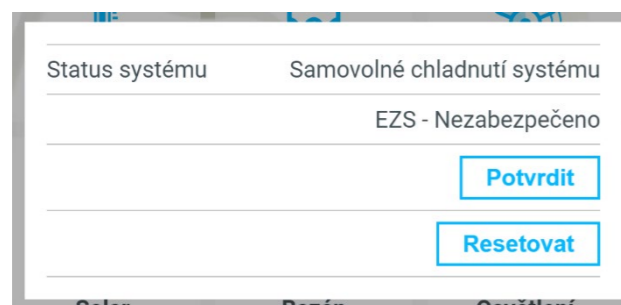 Status systému Samovolné chladnutí systému
EZS - Nezabezpečeno
Potvrdit
Resetovat